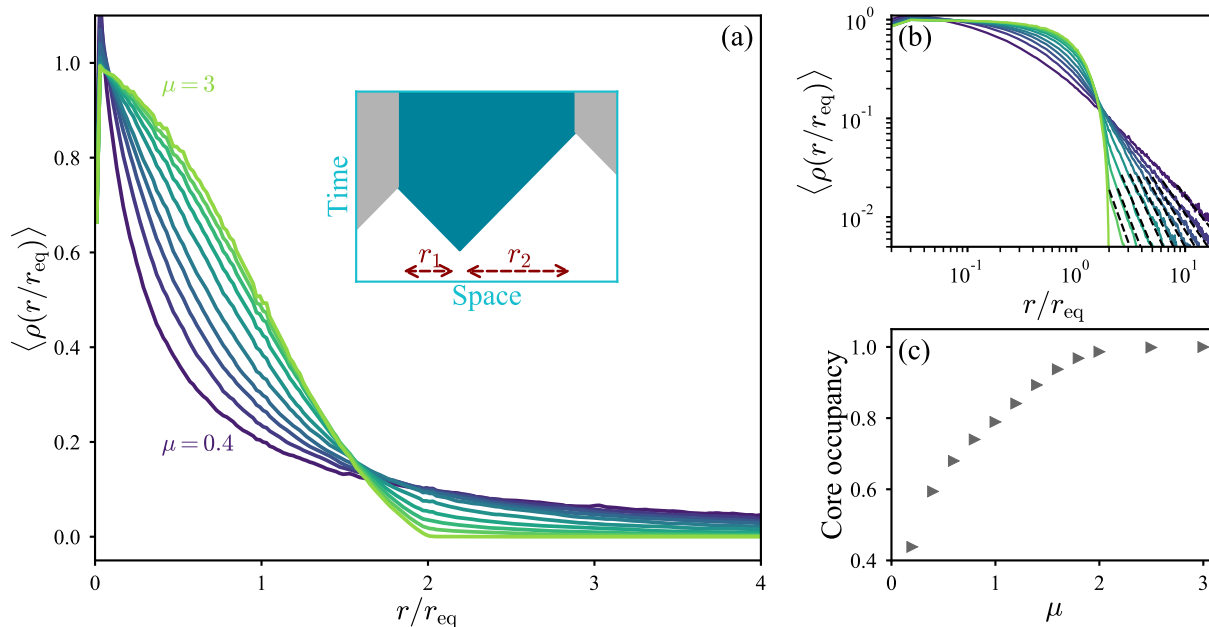 (a)
⟨ρ(r/r_eq)⟩
1.0
0.8
0.6
0.4
0.2
0.0
μ = 3
μ = 0.4
Time
r₁
r₂
Space
0
1
2
3
4
r/r_eq
(b)
⟨ρ(r/r_eq)⟩
10⁰
10⁻¹
10⁻²
10⁻¹
10⁰
10¹
r/r_eq
(c)
Core occupancy
1.0
0.8
0.6
0.4
0
1
2
3
μ